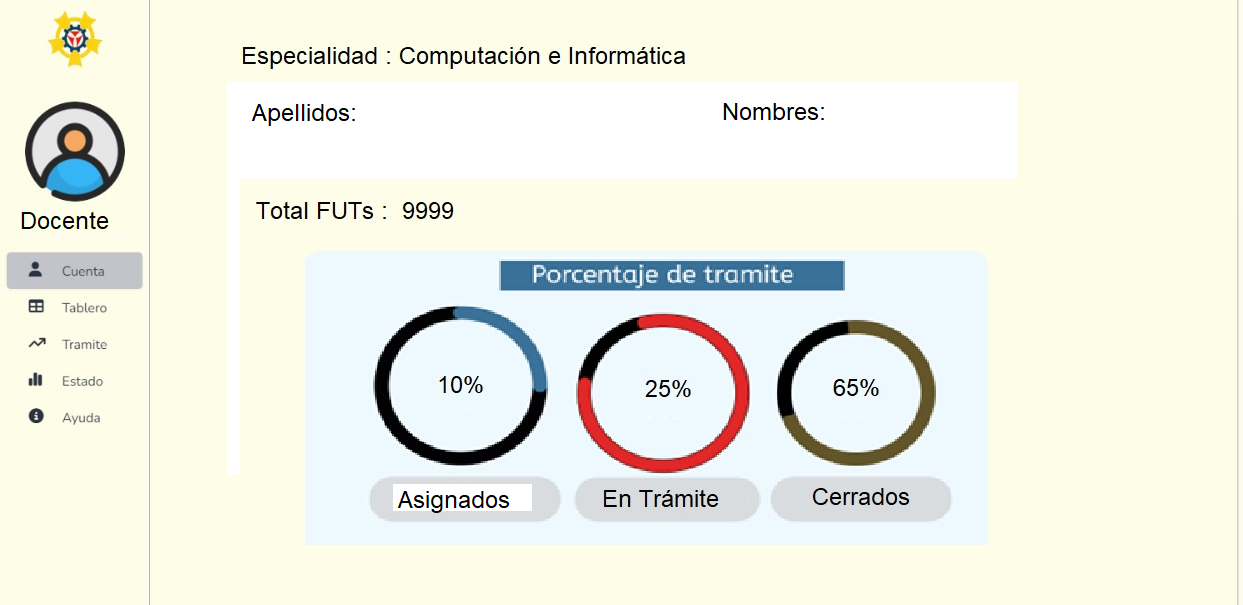 Especialidad : Computación e Informática
Apellidos:
Nombres:
Docente
Cuenta
Tablero
Tramite
Estado
Ayuda
Total FUTs : 9999
Porcentaje de tramite
10%
25%
65%
Asignados
En Trámite
Cerrados